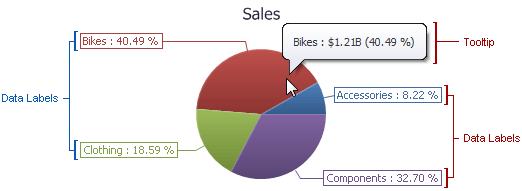 Sales
Bikes : 40.49 %
Bikes : $1.21B (40.49 %)
Tooltip
Data Labels
Accessories : 8.22 %
Data Labels
Clothing : 18.59 %
Components : 32.70 %